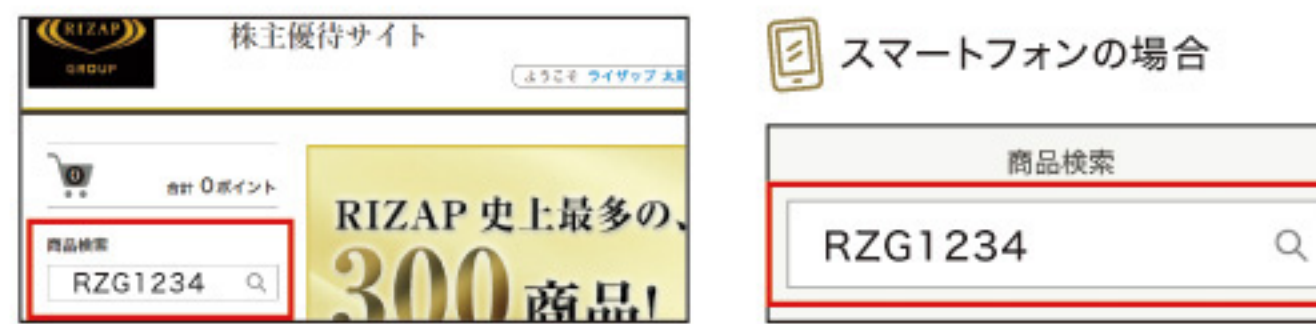 RIZAP
GROUP
株主優待サイト
ようこそ ライザップ 太
0
合計 0ポイント
商品検索
RZG1234
RIZAP 史上最多の、
300 商品!
スマートフォンの場合
商品検索
RZG1234